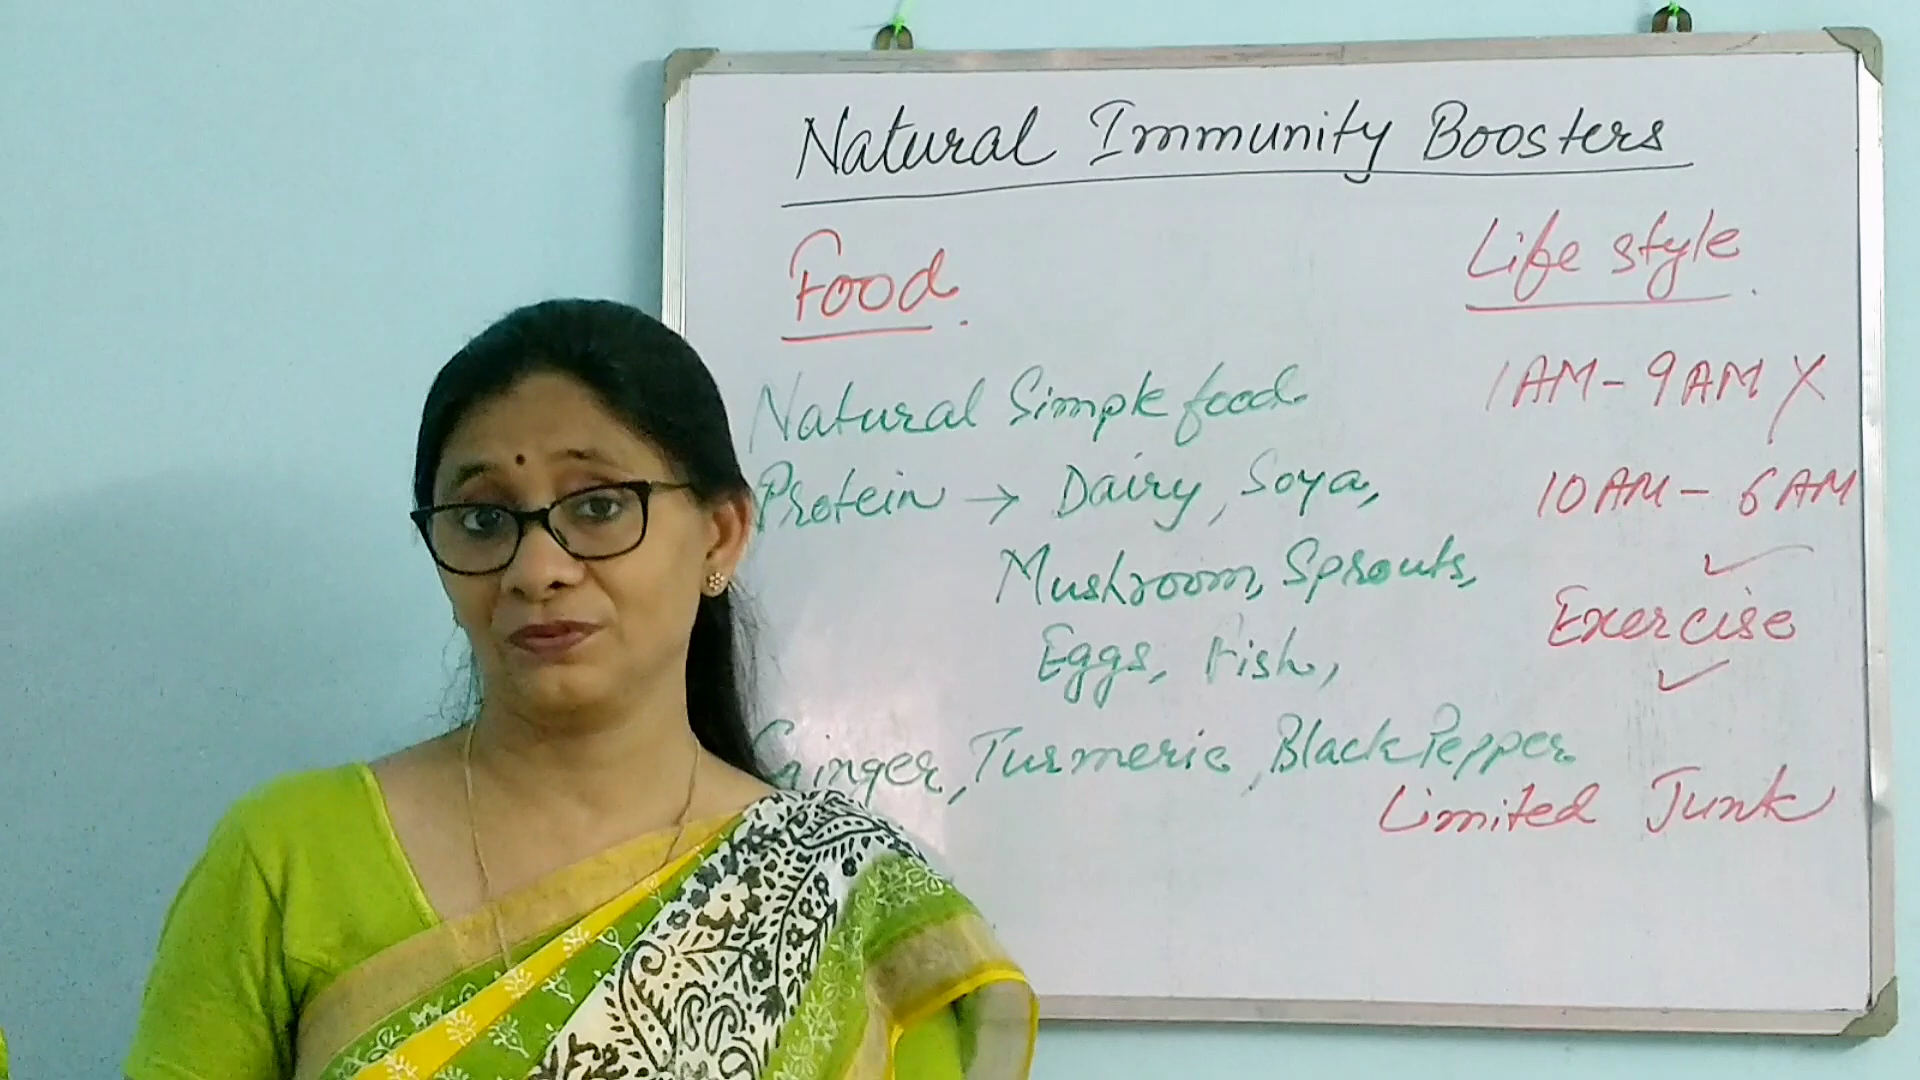 Natural Immunity Boosters
Food.
Life style.
Natural Simple food
1AM - 9AM X
Protein → Dairy, Soya,
10AM - 6AM
Mushroom, Sprouts,
✓
Exercise
Eggs, Fish,
✓
Ginger, Turmeric, Black Pepper
Limited Junk